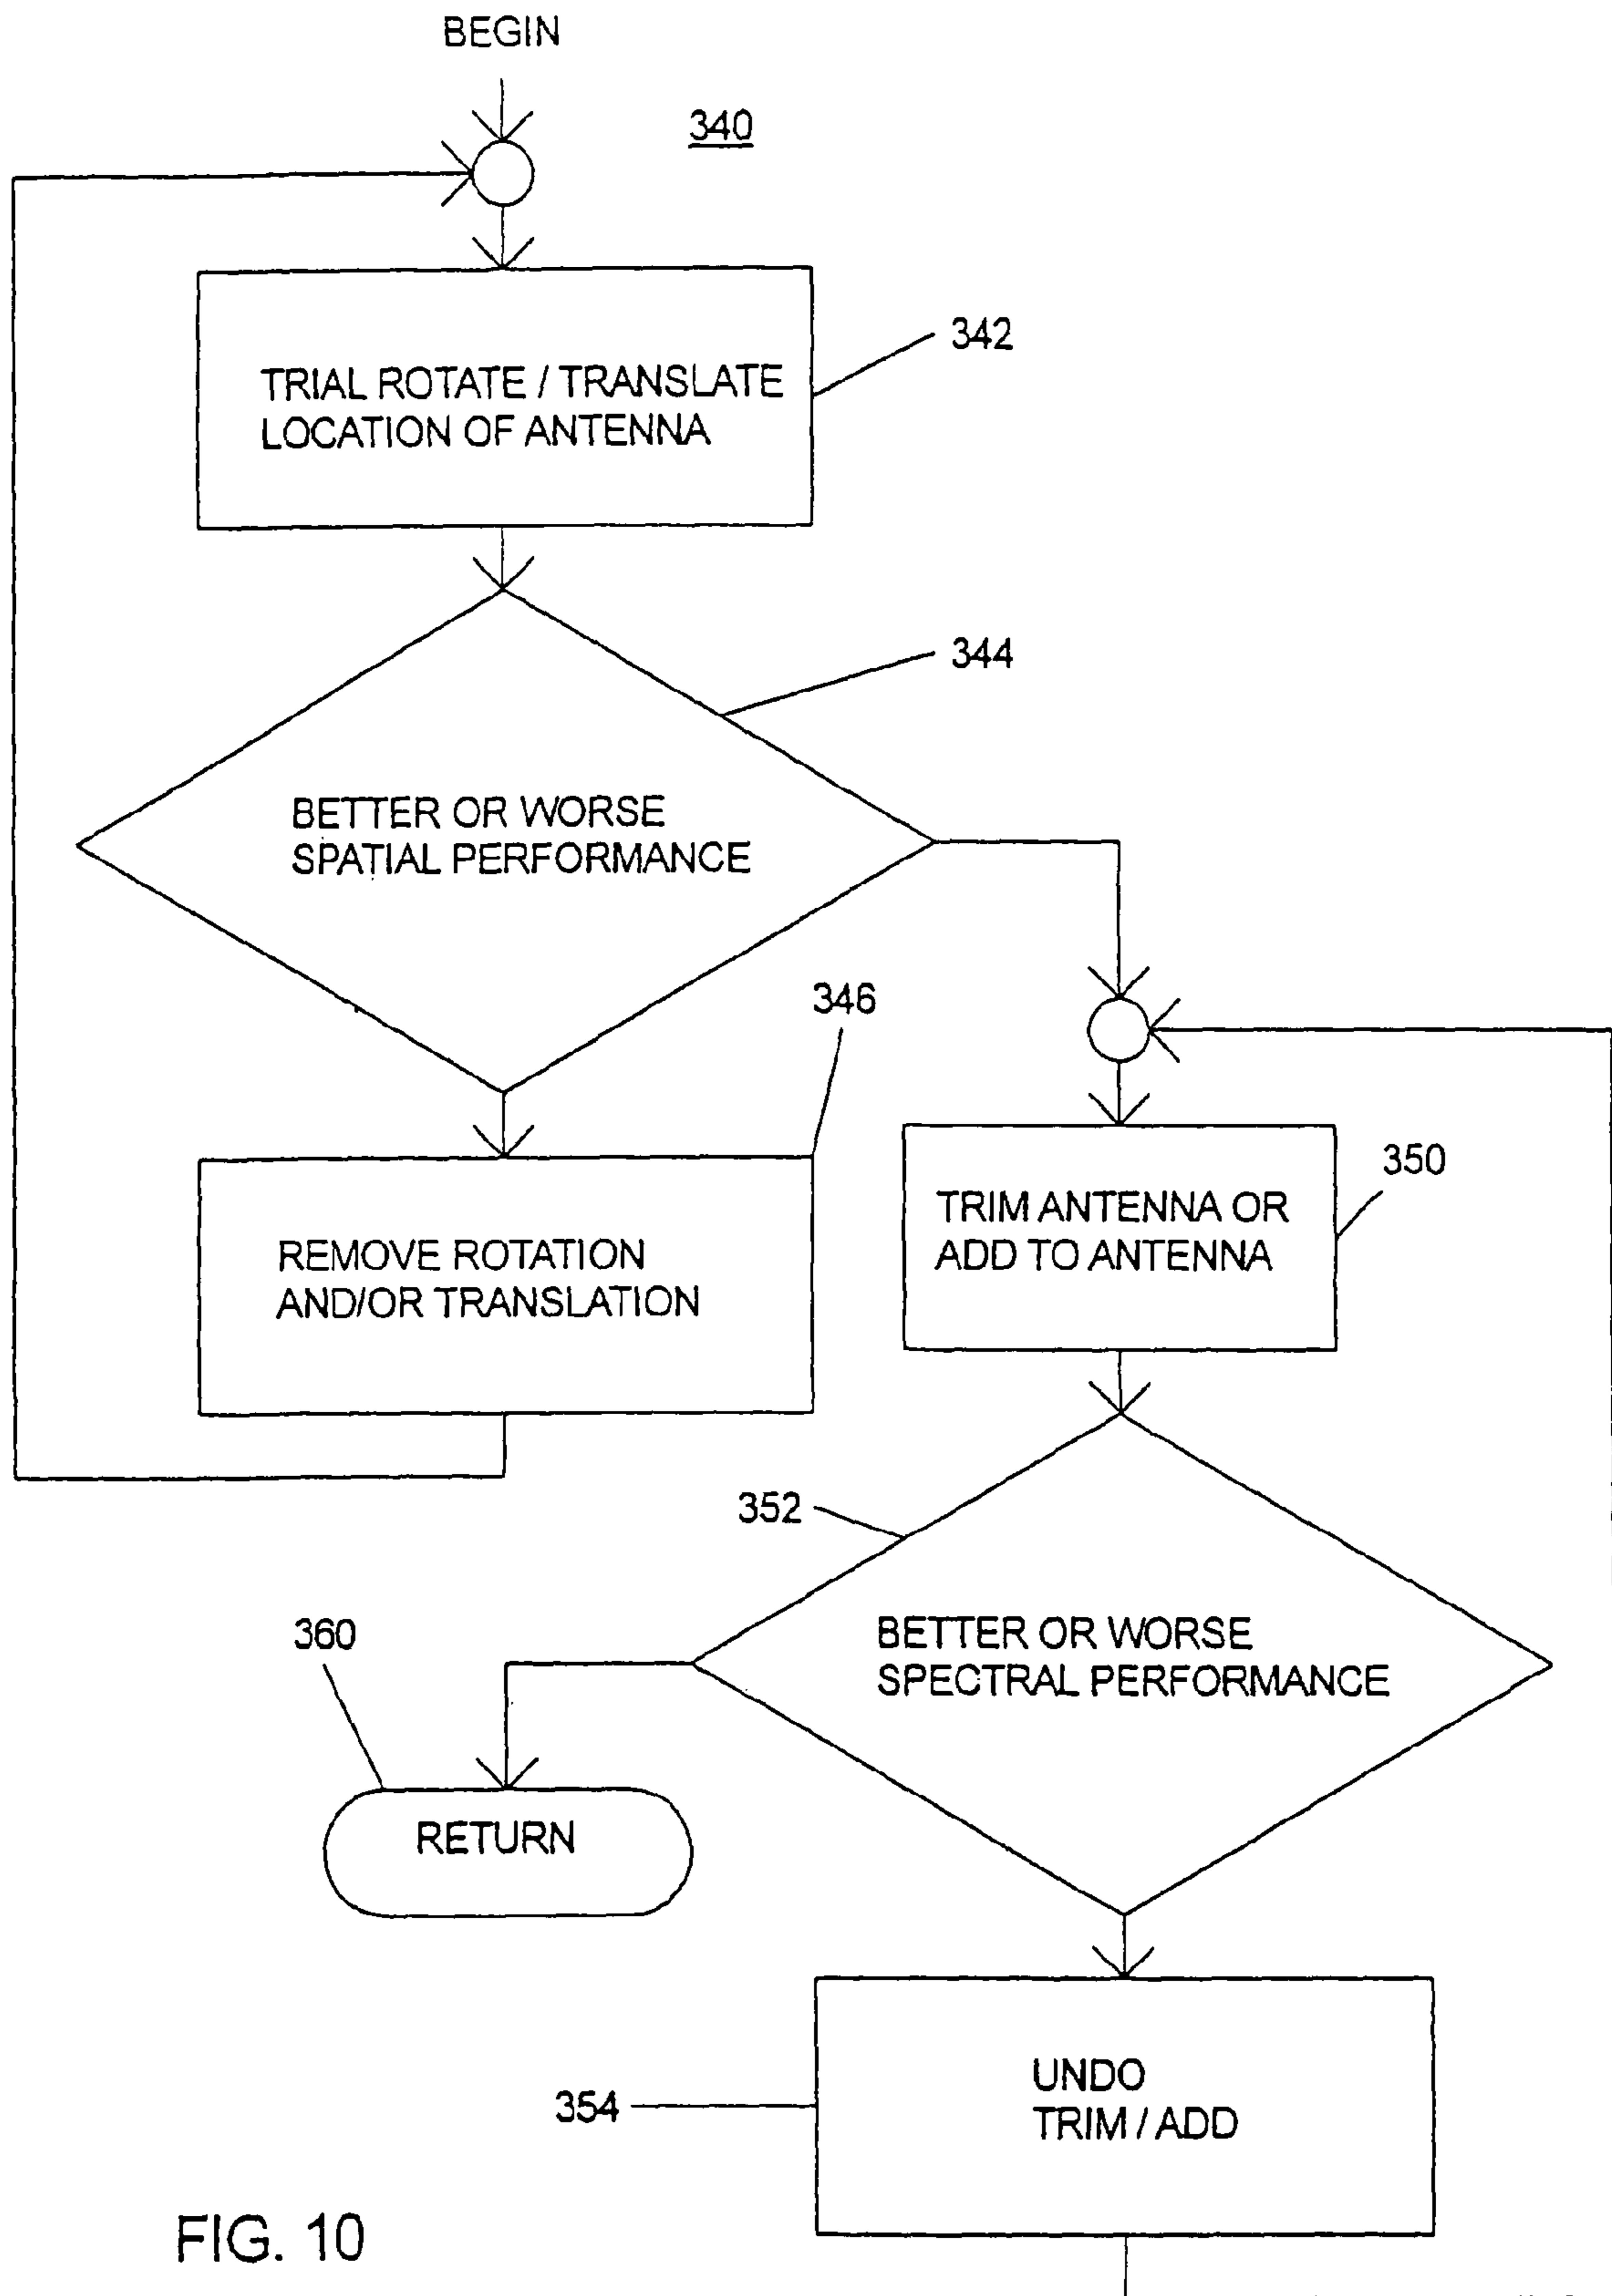 BEGIN
340
342
TRIAL ROTATE / TRANSLATE
LOCATION OF ANTENNA
344
BETTER OR WORSE
SPATIAL PERFORMANCE
346
REMOVE ROTATION
AND/OR TRANSLATION
350
TRIM ANTENNA OR
ADD TO ANTENNA
352
BETTER OR WORSE
SPECTRAL PERFORMANCE
360
RETURN
354
UNDO
TRIM / ADD
FIG. 10